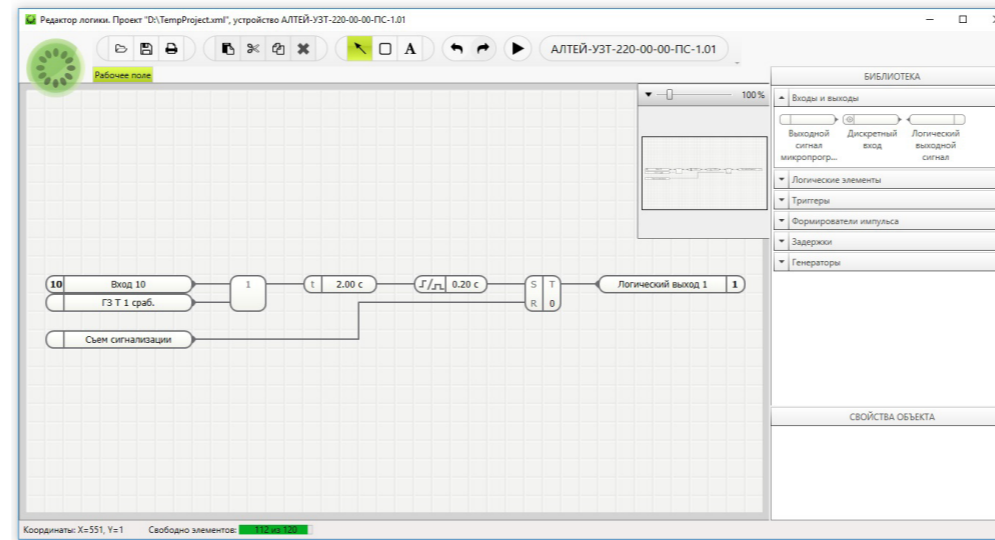 Редактор логики. Проект "D:\TempProject.xml", устройство АЛТЕЙ-УЗТ-220-00-00-ПС-1.01
A
АЛТЕЙ-УЗТ-220-00-00-ПС-1.01
Рабочее поле
100%
БИБЛИОТЕКА
Входы и выходы
Выходной
сигнал
микропрогр...
Дискретный
вход
Логический
выходной
сигнал
Логические элементы
Триггеры
Формирователи импульса
Задержки
Генераторы
10 Вход 10
ГЗ Т 1 сраб.
1
t 2.00 с
0.20 с
S T
R 0
Логический выход 1 1
Съем сигнализации
СВОЙСТВА ОБЪЕКТА
Координаты: X=551, Y=1 Свободно элементов: 112 из 120